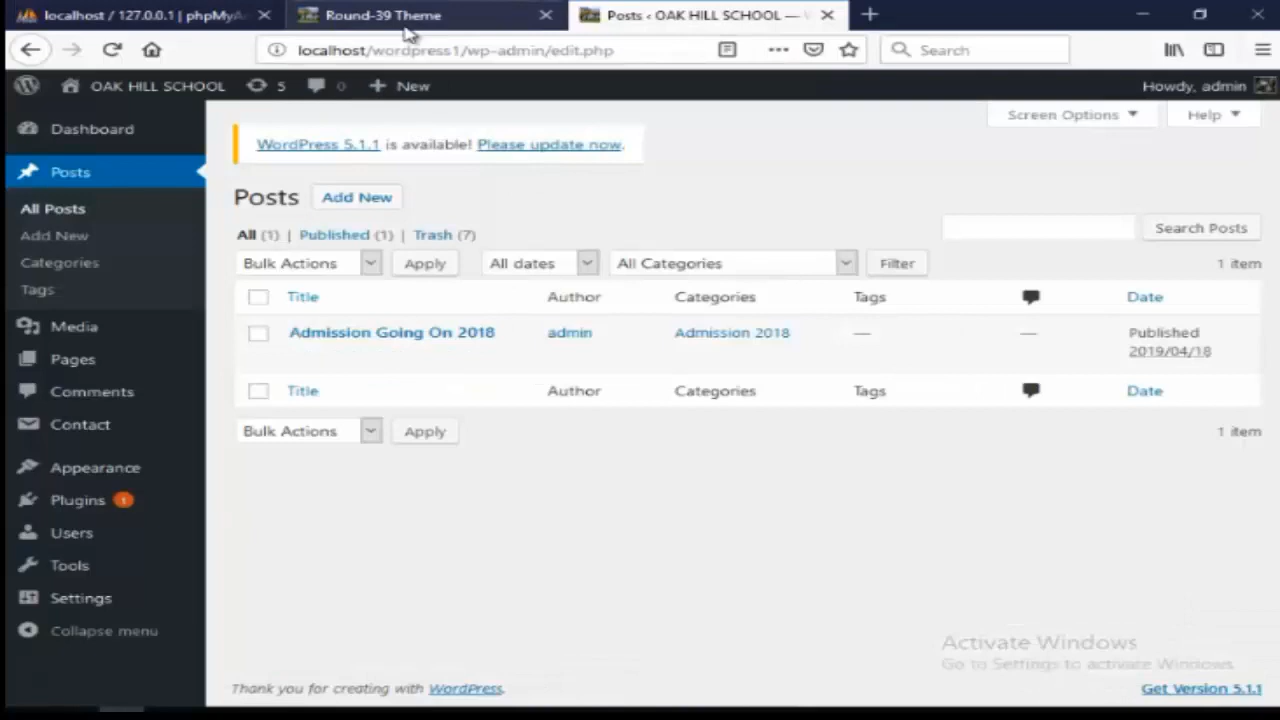 localhost / 127.0.0.1 | phpMyA
Round-39 Theme
Posts ‹ OAK HILL SCHOOL —
localhost/wordpress1/wp-admin/edit.php
Search
OAK HILL SCHOOL 5 0 New
Howdy, admin
Dashboard
Posts
All Posts
Add New
Categories
Tags
Media
Pages
Comments
Contact
Appearance
Plugins 1
Users
Tools
Settings
Collapse menu
Screen Options Help
WordPress 5.1.1 is available! Please update now.
Posts Add New
All (1) | Published (1) | Trash (7)
Search Posts
Bulk Actions Apply All dates All Categories Filter 1 item
Title Author Categories Tags Date
Admission Going On 2018 admin Admission 2018 — — Published
2019/04/18
Title Author Categories Tags Date
Bulk Actions Apply 1 item
Activate Windows
Go to Settings to activate Windows.
Thank you for creating with WordPress.
Get Version 5.1.1